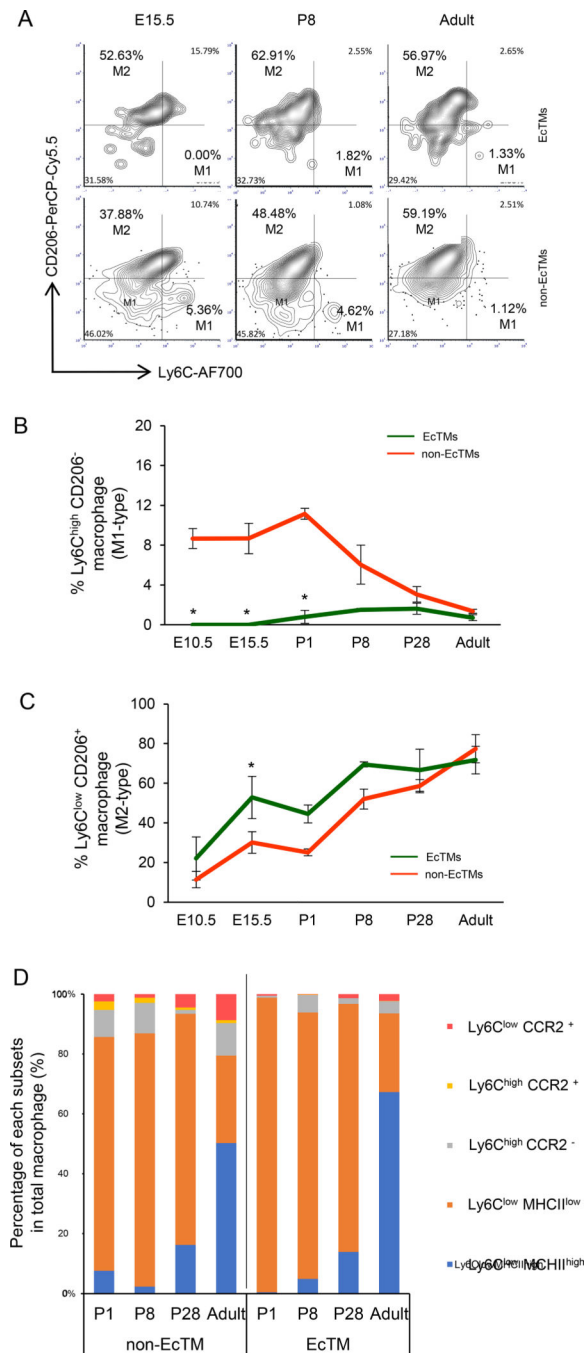 A
E15.5 P8 Adult
52.63% 15.79% 62.91% 2.55% 56.97% 2.65%
M2 M2 M2
EcTMs
0.00% 1.82% 1.33%
M1 M1 M1
31.58% 32.73% 29.42%
37.88% 10.74% 48.48% 1.08% 59.19% 2.51%
M2 M2 M2
non-EcTMs
M1 M1 M1
5.36% 4.62% 1.12%
M1 M1 M1
46.02% 45.82% 27.18%
CD206-PerCP-Cy5.5
Ly6C-AF700
B
% Ly6Chigh CD206-
macrophage
(M1-type)
20
16
12
8
4
0
EcTMs
non-EcTMs
* * *
E10.5 E15.5 P1 P8 P28 Adult
C
% Ly6Clow CD206+
macrophage
(M2-type)
100
80
60
40
20
0
*
EcTMs
non-EcTMs
E10.5 E15.5 P1 P8 P28 Adult
D
Percentage of each subsets
in total macrophage (%)
100%
80
60
40
20
0%
P1 P8 P28 Adult P1 P8 P28 Adult
non-EcTM EcTM
Ly6Clow CCR2 +
Ly6Chigh CCR2 +
Ly6Chigh CCR2 -
Ly6Clow MHCIIlow
Ly6Clow MCHIIhigh